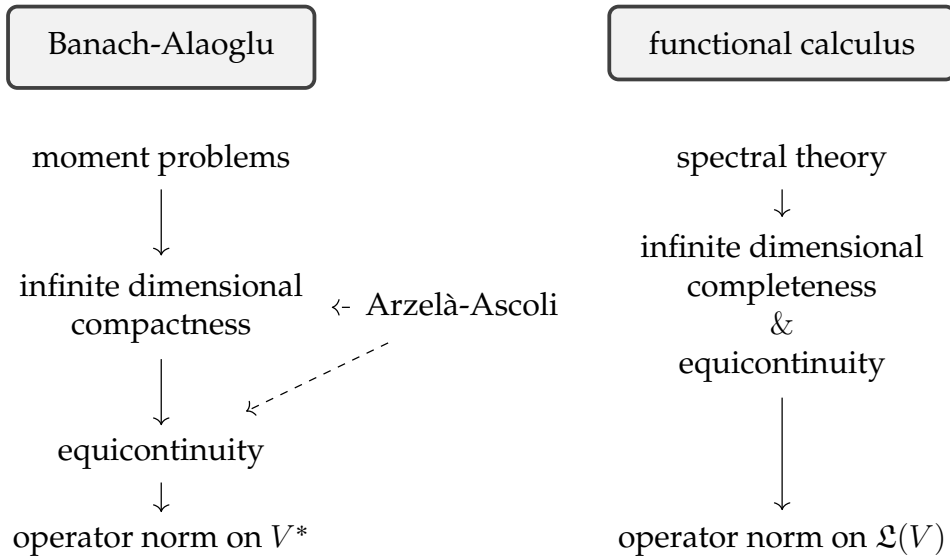 Banach-Alaoglu
functional calculus
moment problems
spectral theory
infinite dimensional
compactness
Arzelà-Ascoli
infinite dimensional
completeness
&
equicontinuity
equicontinuity
operator norm on V*
operator norm on 𝔏(V)